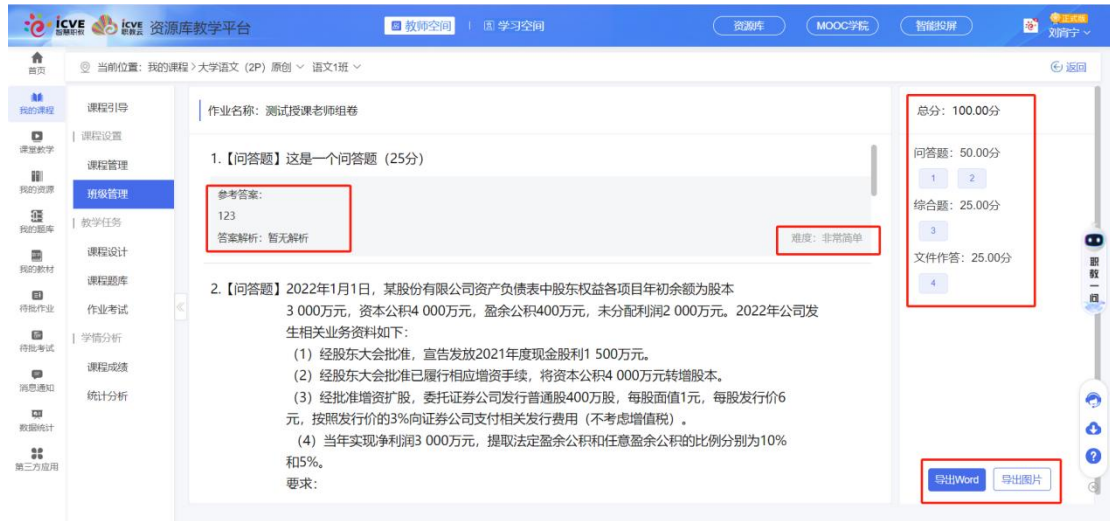 icve 智慧职教 icve 职教云 资源库教学平台 教师空间 学习空间 资源库 MOOC学院 智能投屏 正式版
刘宵宁
首页
当前位置：我的课程 > 大学语文（2P）原创 语文1班 返回
我的课程
课堂教学
我的资源
我的题库
我的教材
待批作业
待批考试
消息通知
数据统计
第三方应用
课程引导
课程设置
课程管理
班级管理
教学任务
课程设计
课程题库
作业考试
学情分析
课程成绩
统计分析
作业名称：测试授课老师组卷
1.【问答题】这是一个问答题（25分）
参考答案：
123
答案解析：暂无解析 难度：非常简单
2.【问答题】2022年1月1日，某股份有限公司资产负债表中股东权益各项目年初余额为股本
3 000万元，资本公积4 000万元，盈余公积400万元，未分配利润2 000万元。2022年公司发
生相关业务资料如下：
（1）经股东大会批准，宣告发放2021年度现金股利1 500万元。
（2）经股东大会批准已履行相应增资手续，将资本公积4 000万元转增股本。
（3）经批准增资扩股，委托证券公司发行普通股400万股，每股面值1元，每股发行价6
元，按照发行价的3%向证券公司支付相关发行费用（不考虑增值税）。
（4）当年实现净利润3 000万元，提取法定盈余公积和任意盈余公积的比例分别为10%
和5%。
要求：
总分：100.00分
问答题：50.00分
1 2
综合题：25.00分
3
文件作答：25.00分
4
导出Word 导出图片
职教一问